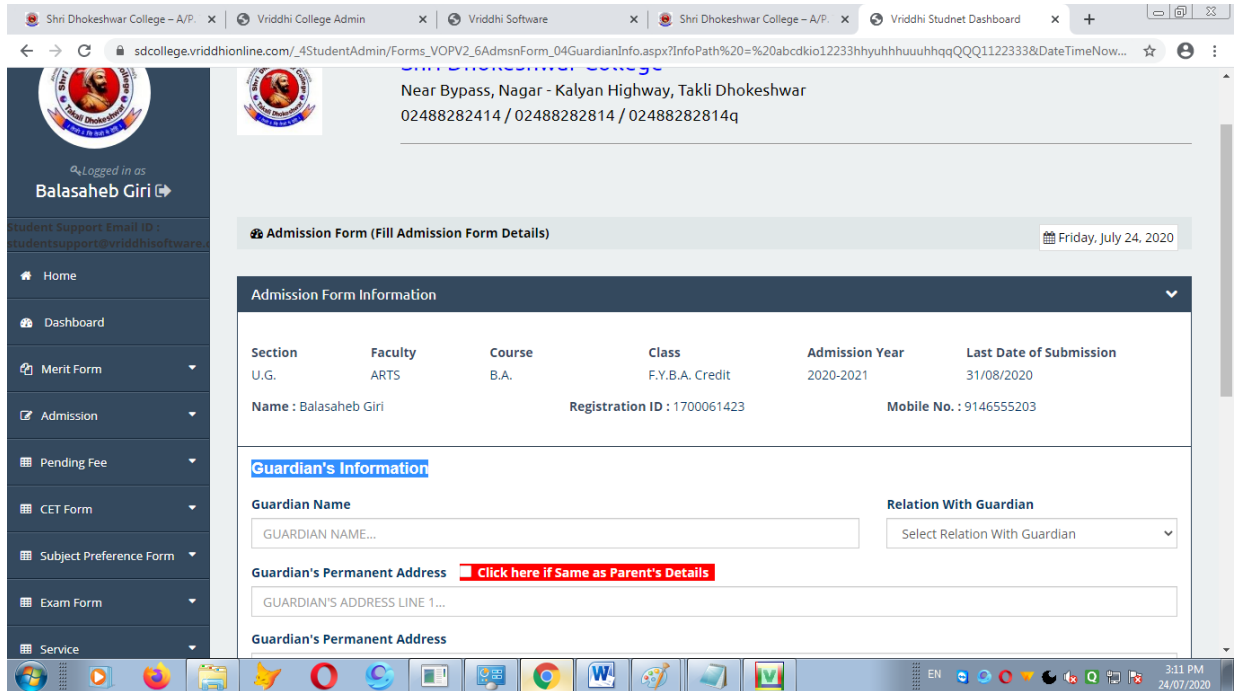 Shri Dhokeshwar College – A/P.
Vriddhi College Admin
Vriddhi Software
Shri Dhokeshwar College – A/P.
Vriddhi Studnet Dashboard
sdcollege.vriddhionline.com/_4StudentAdmin/Forms_VOPV2_6AdmsnForm_04GuardianInfo.aspx?InfoPath%20=%20abcdkio12233hhyuhhhuuuhhqqQQQ1122333&DateTimeNow...
Shri Dhokeshwar College
Near Bypass, Nagar - Kalyan Highway, Takli Dhokeshwar
02488282414 / 02488282814 / 02488282814q
Logged in as
Balasaheb Giri
Student Support Email ID :
studentsupport@vriddhisoftware.c
Home
Dashboard
Merit Form
Admission
Pending Fee
CET Form
Subject Preference Form
Exam Form
Service
Admission Form (Fill Admission Form Details)
Friday, July 24, 2020
Admission Form Information
Section Faculty Course Class Admission Year Last Date of Submission
U.G. ARTS B.A. F.Y.B.A. Credit 2020-2021 31/08/2020
Name : Balasaheb Giri Registration ID : 1700061423 Mobile No. : 9146555203
Guardian's Information
Guardian Name Relation With Guardian
GUARDIAN NAME... Select Relation With Guardian
Guardian's Permanent Address Click here if Same as Parent's Details
GUARDIAN'S ADDRESS LINE 1...
Guardian's Permanent Address
EN
3:11 PM
24/07/2020